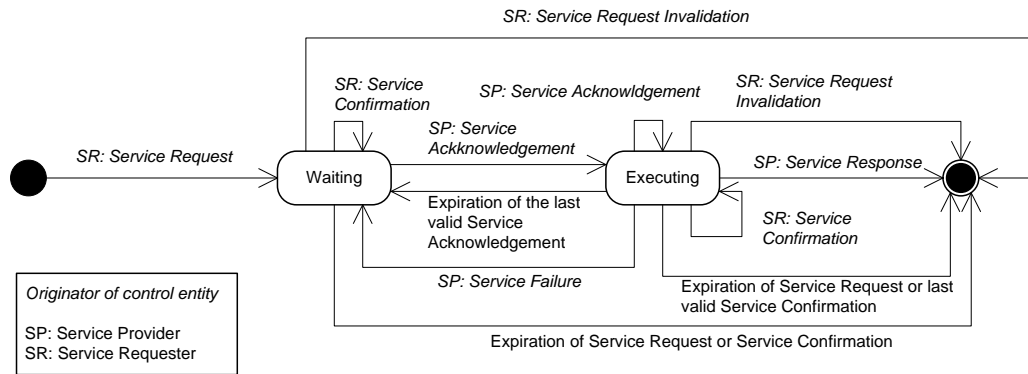 SR: Service Request Invalidation
SR: Service
Confirmation
SP: Service Acknowldgement
SR: Service Request
Invalidation
SP: Service
Ackknowledgement
SR: Service Request
SP: Service Response
Waiting
Executing
Expiration of the last
valid Service
Acknowledgement
SR: Service
Confirmation
SP: Service Failure
Expiration of Service Request or last
valid Service Confirmation
Expiration of Service Request or Service Confirmation
Originator of control entity
SP: Service Provider
SR: Service Requester